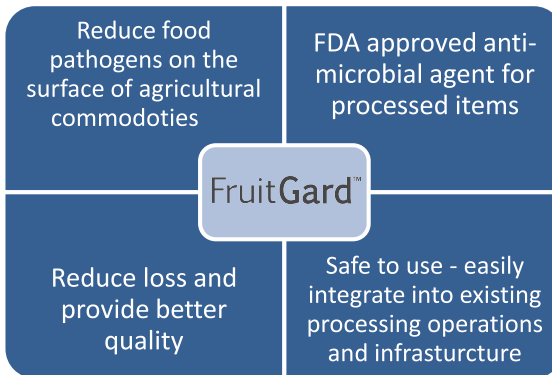 Reduce food
pathogens on the
surface of agricultural
commodoties
FDA approved anti-
microbial agent for
processed items
FruitGard™
Reduce loss and
provide better
quality
Safe to use - easily
integrate into existing
processing operations
and infrasturcture